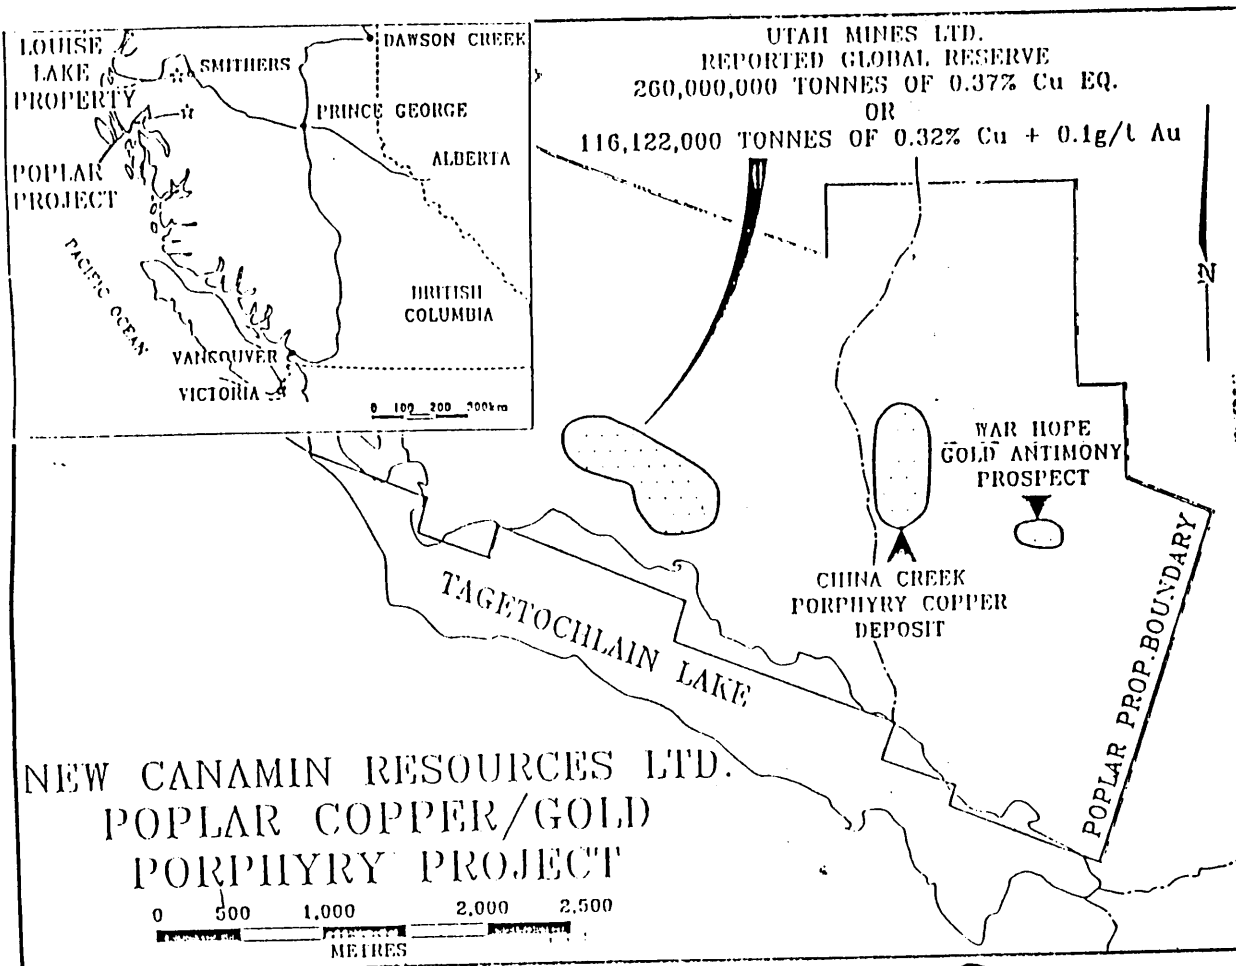 LOUISE
LAKE
PROPERTY
DAWSON CREEK
SMITHERS
PRINCE GEORGE
ALBERTA
POPLAR
PROJECT
PACIFIC OCEAN
BRITISH
COLUMBIA
VANCOUVER
VICTORIA
0 100 200 300km
UTAH MINES LTD.
REPORTED GLOBAL RESERVE
260,000,000 TONNES OF 0.37% Cu EQ.
OR
116,122,000 TONNES OF 0.32% Cu + 0.1g/t Au
N
WAR HOPE
GOLD ANTIMONY
PROSPECT
CHINA CREEK
PORPHYRY COPPER
DEPOSIT
POPLAR PROP.BOUNDARY
TAGETOCHLAIN LAKE
NEW CANAMIN RESOURCES LTD.
POPLAR COPPER/GOLD
PORPHYRY PROJECT
0 500 1,000 2,000 2,500
METRES